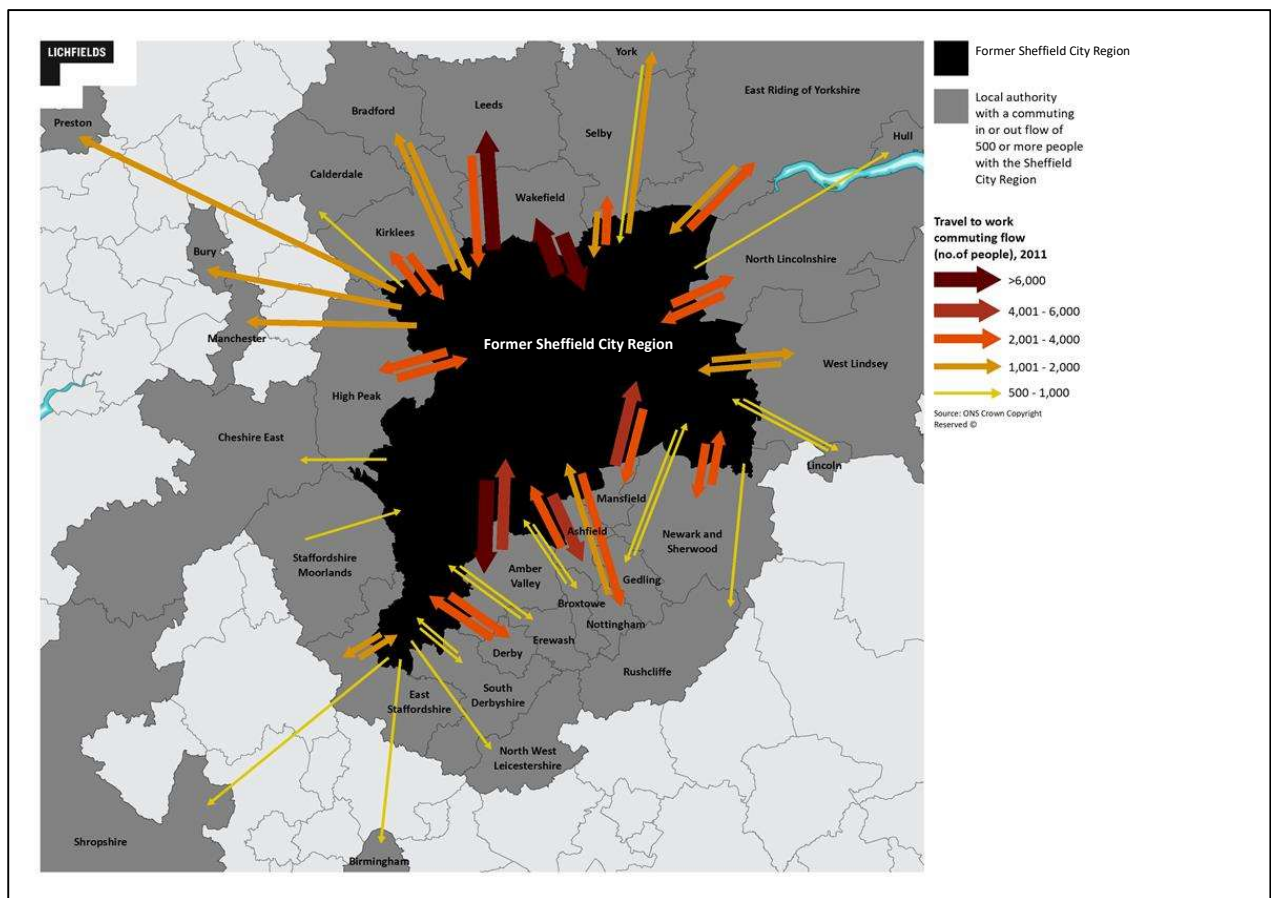 LICHFIELDS
York
East Riding of Yorkshire
Leeds
Bradford
Selby
Preston
Hull
Calderdale
Wakefield
Kirklees
Bury
North Lincolnshire
Manchester
Former Sheffield City Region
West Lindsey
High Peak
Cheshire East
Lincoln
Mansfield
Ashfield
Newark and
Sherwood
Staffordshire
Moorlands
Amber
Valley
Gedling
Broxtowe
Nottingham
Erewash
Derby
Rushcliffe
South
Derbyshire
East
Staffordshire
North West
Leicestershire
Shropshire
Birmingham
Former Sheffield City Region
Local authority
with a commuting
in or out flow of
500 or more people
with the Sheffield
City Region
Travel to work
commuting flow
(no.of people), 2011
>6,000
4,001 - 6,000
2,001 - 4,000
1,001 - 2,000
500 - 1,000
Source: ONS Crown Copyright
Reserved ©